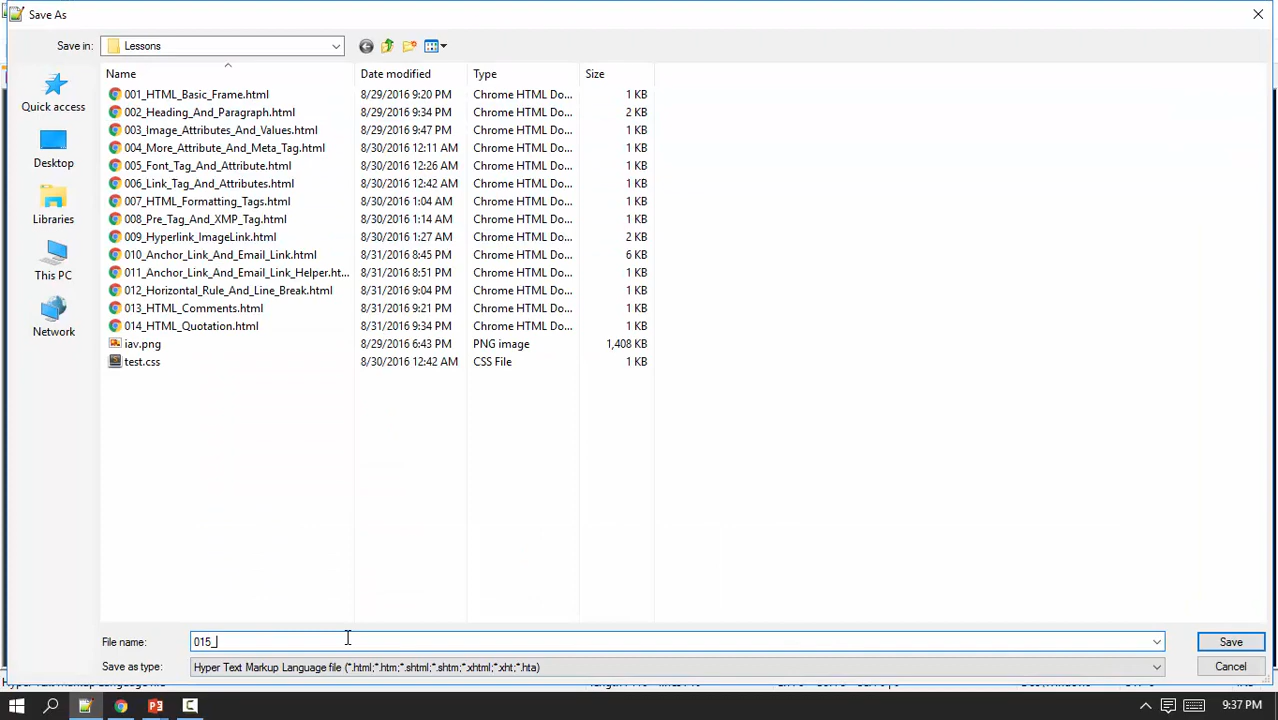 Save As
Save in: Lessons
Name Date modified Type Size
001_HTML_Basic_Frame.html 8/29/2016 9:20 PM Chrome HTML Do... 1 KB
002_Heading_And_Paragraph.html 8/29/2016 9:34 PM Chrome HTML Do... 2 KB
003_Image_Attributes_And_Values.html 8/29/2016 9:47 PM Chrome HTML Do... 1 KB
004_More_Attribute_And_Meta_Tag.html 8/30/2016 12:11 AM Chrome HTML Do... 1 KB
005_Font_Tag_And_Attribute.html 8/30/2016 12:26 AM Chrome HTML Do... 1 KB
006_Link_Tag_And_Attributes.html 8/30/2016 12:42 AM Chrome HTML Do... 1 KB
007_HTML_Formatting_Tags.html 8/30/2016 1:04 AM Chrome HTML Do... 1 KB
008_Pre_Tag_And_XMP_Tag.html 8/30/2016 1:14 AM Chrome HTML Do... 1 KB
009_Hyperlink_ImageLink.html 8/30/2016 1:27 AM Chrome HTML Do... 2 KB
010_Anchor_Link_And_Email_Link.html 8/31/2016 8:45 PM Chrome HTML Do... 6 KB
011_Anchor_Link_And_Email_Link_Helper.ht... 8/31/2016 8:51 PM Chrome HTML Do... 1 KB
012_Horizontal_Rule_And_Line_Break.html 8/31/2016 9:04 PM Chrome HTML Do... 1 KB
013_HTML_Comments.html 8/31/2016 9:21 PM Chrome HTML Do... 1 KB
014_HTML_Quotation.html 8/31/2016 9:34 PM Chrome HTML Do... 1 KB
iav.png 8/29/2016 6:43 PM PNG image 1,408 KB
test.css 8/30/2016 12:42 AM CSS File 1 KB
Quick access
Desktop
Libraries
This PC
Network
File name: 015_ Save
Save as type: Hyper Text Markup Language file (*.html;*.htm;*.shtml;*.shtm;*.xhtml;*.xht;*.hta) Cancel
9:37 PM